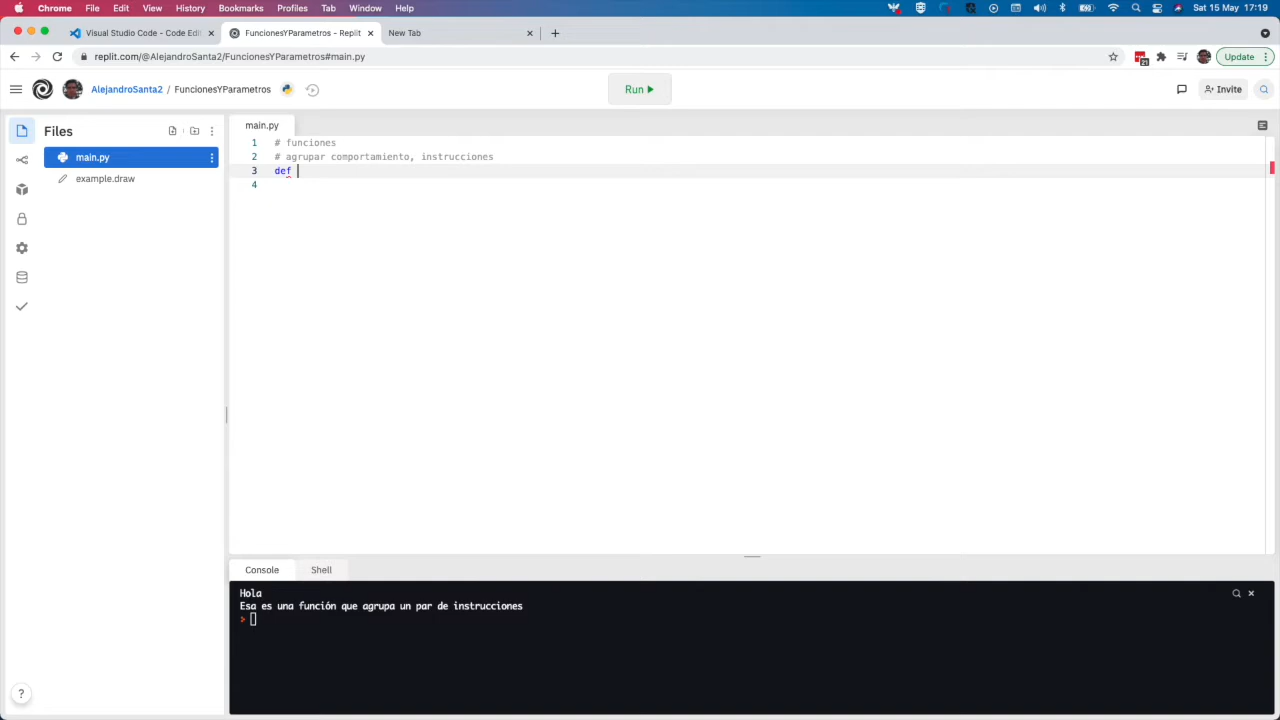 Chrome File Edit View History Bookmarks Profiles Tab Window Help Sat 15 May 17:19
Visual Studio Code - Code Edit FuncionesYParametros - Replit New Tab
replit.com/@AlejandroSanta2/FuncionesYParametros#main.py 21 Update
AlejandroSanta2 / FuncionesYParametros Run Invite
Files
main.py
example.draw
main.py
1 # funciones
2 # agrupar comportamiento, instrucciones
3 def
4
Console Shell
Hola
Esa es una función que agrupa un par de instrucciones
>
?